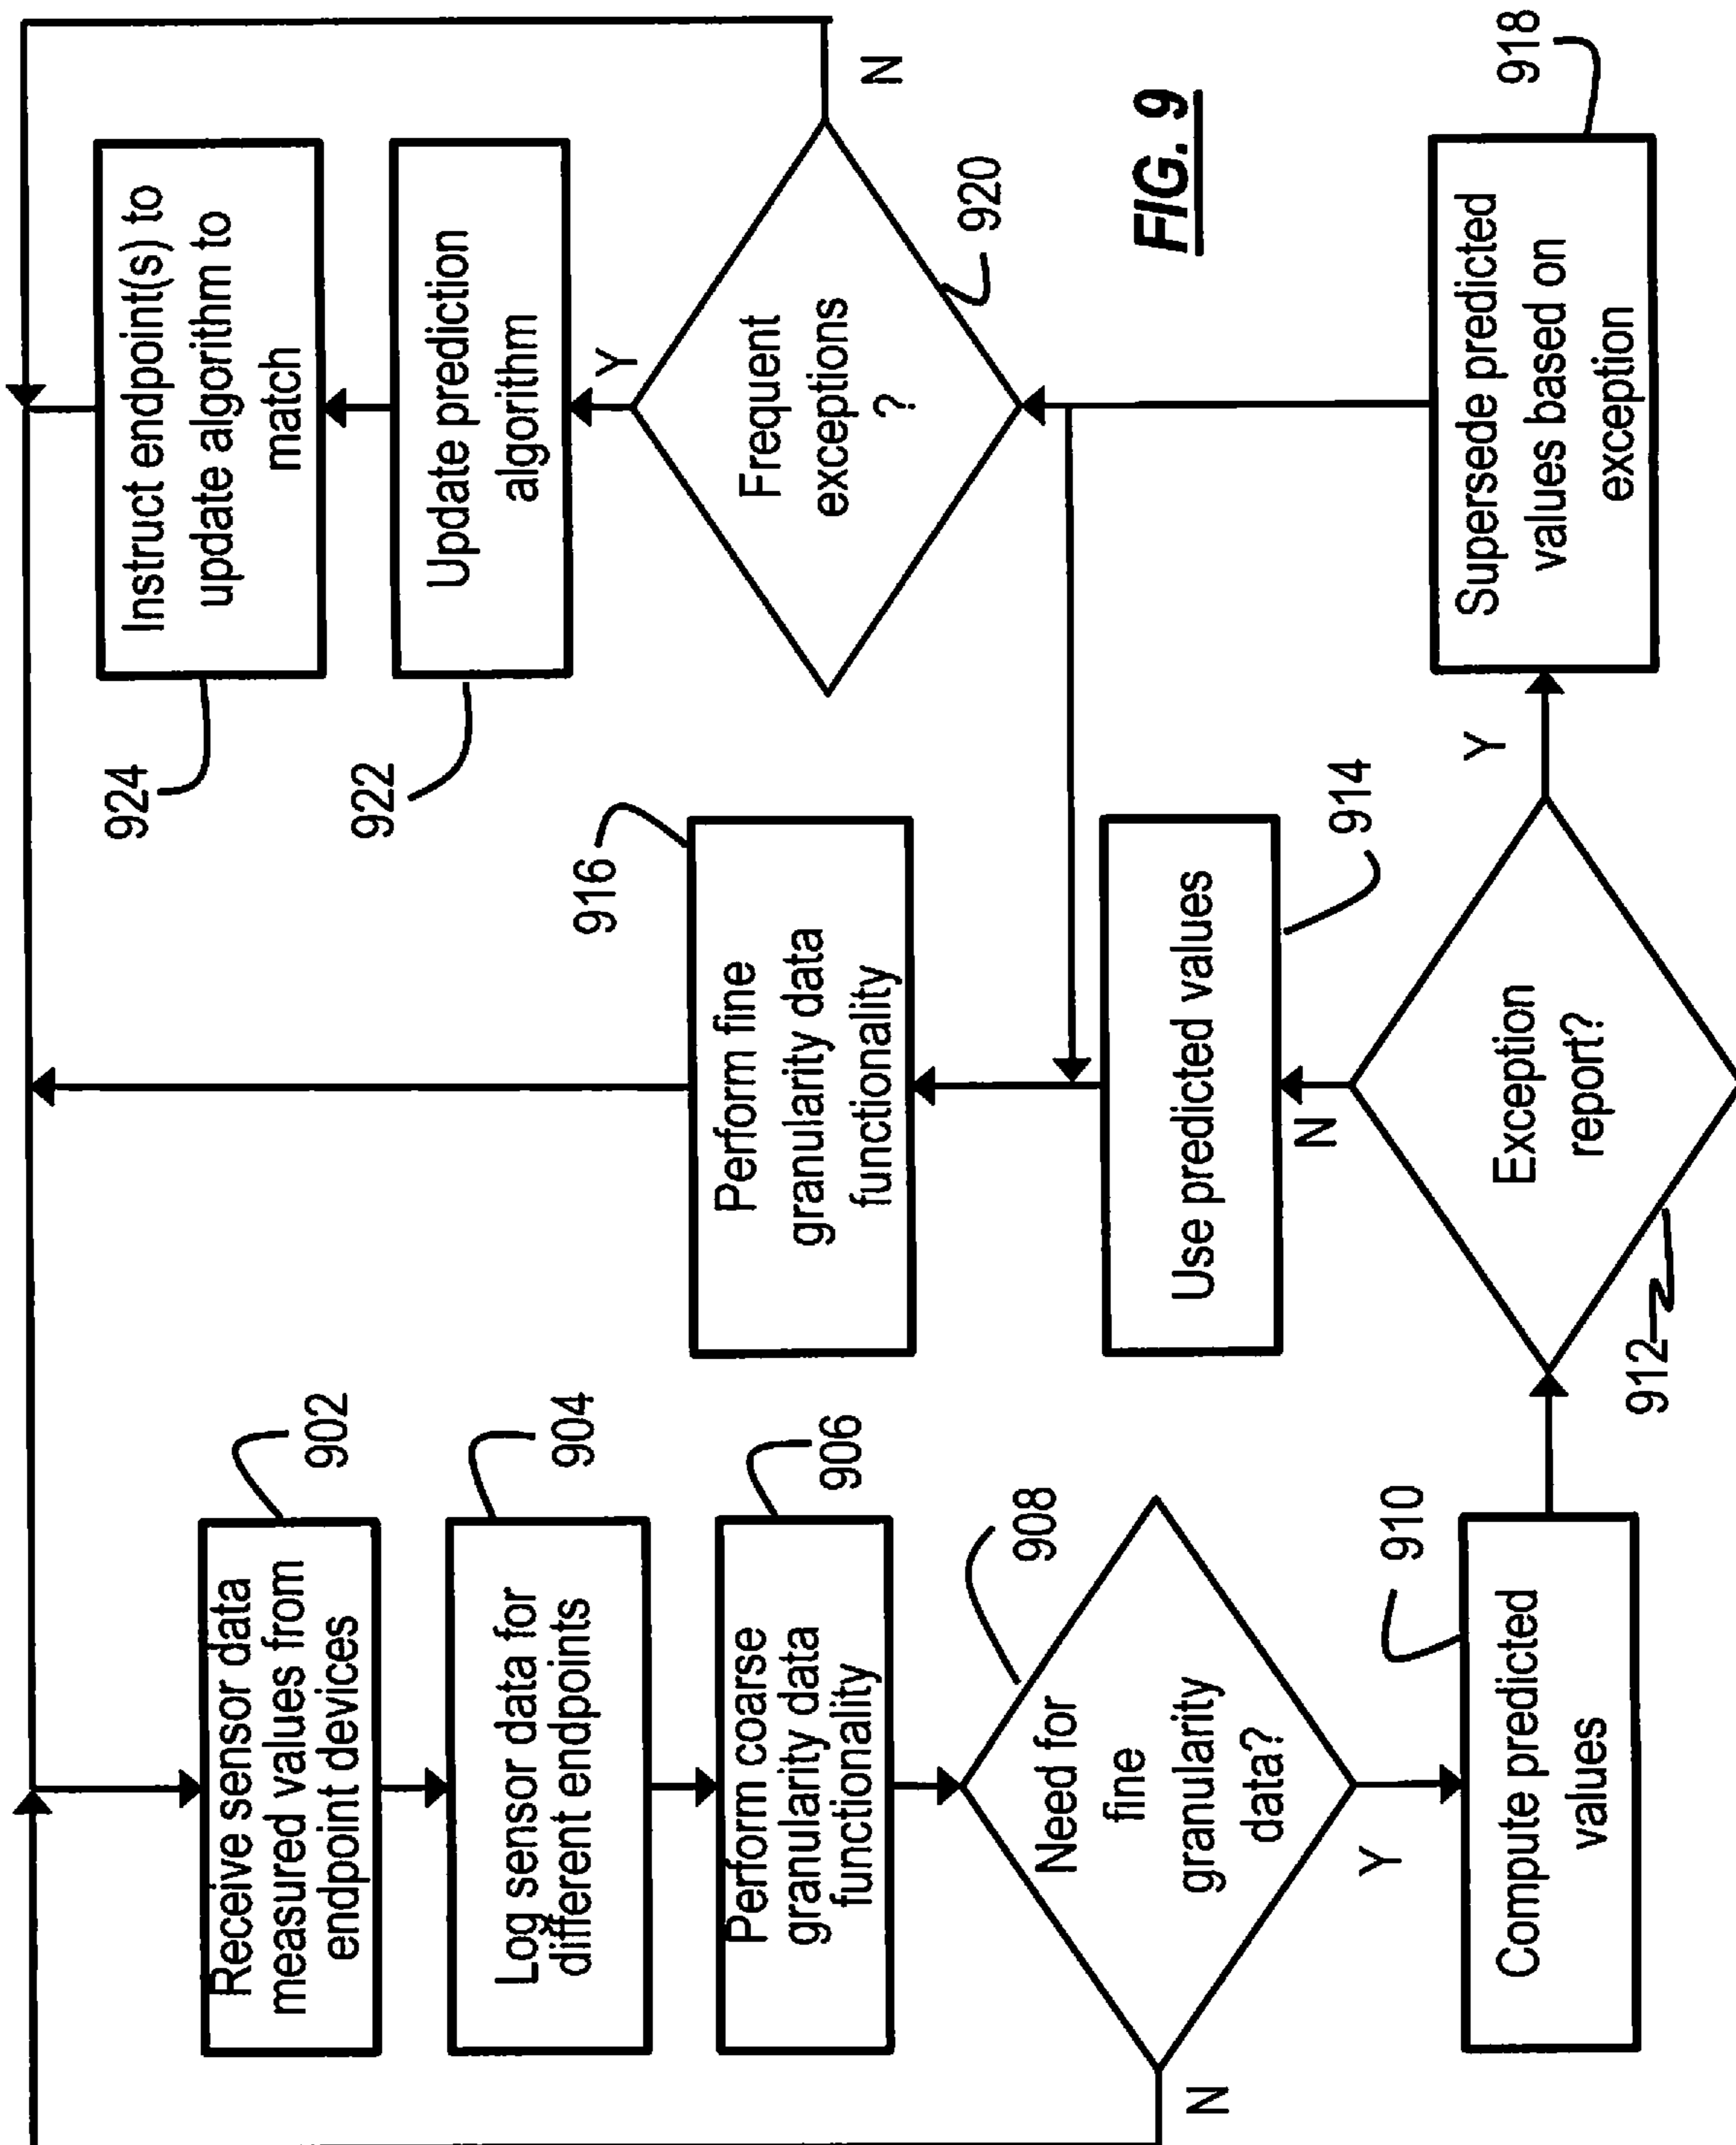 Receive sensor data
measured values from
endpoint devices
902
Log sensor data for
different endpoints
904
Perform coarse
granularity data
functionality
906
Need for
fine
granularity
data?
908
N
Y
Compute predicted
values
910
Exception
report?
912
N
Y
Use predicted values
914
Perform fine
granularity data
functionality
916
Supersede predicted
values based on
exception
918
Frequent
exceptions
?
920
N
Y
Update prediction
algorithm
922
Instruct endpoint(s) to
update algorithm to
match
924
FIG. 9